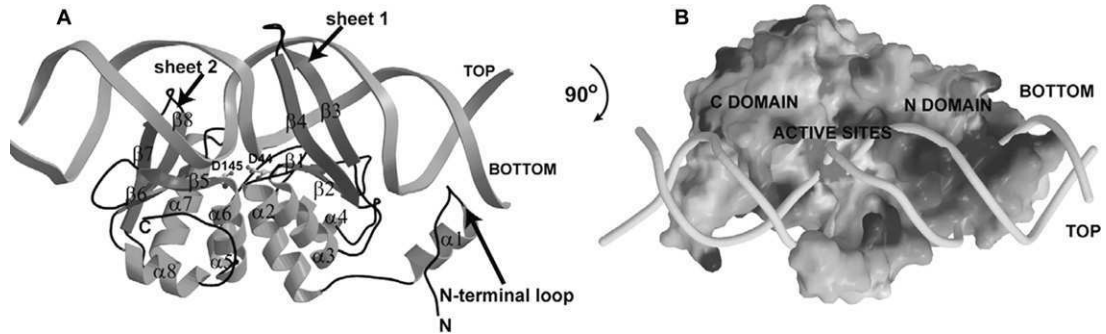 A
sheet 1
sheet 2
TOP
β8
β3
β4
β7
D145 D44
β1
BOTTOM
β5
β6
β2
α7
C
α6
α2
α4
α1
α5
α3
α8
N-terminal loop
N
90°
B
C DOMAIN
N DOMAIN
BOTTOM
ACTIVE SITES
TOP